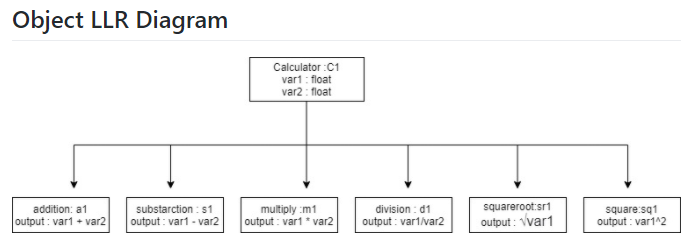 Object LLR Diagram
Calculator :C1
var1 : float
var2 : float
addition: a1
output : var1 + var2
substarction : s1
output : var1 - var2
multiply :m1
output : var1 * var2
division : d1
output : var1/var2
squareroot:sr1
output : √var1
square:sq1
output : var1^2